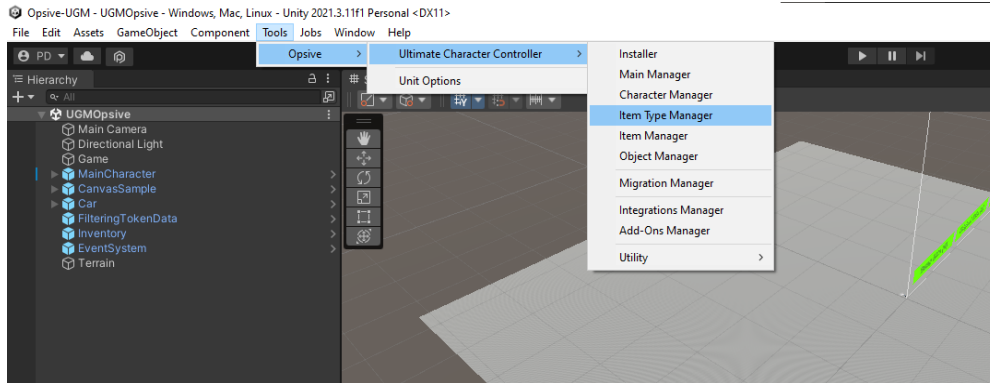 Opsive-UGM - UGMOpsive - Windows, Mac, Linux - Unity 2021.3.11f1 Personal <DX11>
File Edit Assets GameObject Component Tools Jobs Window Help
PD
Opsive
Ultimate Character Controller
Unit Options
Installer
Main Manager
Character Manager
Item Type Manager
Item Manager
Object Manager
Migration Manager
Integrations Manager
Add-Ons Manager
Utility
Hierarchy
All
UGMOpsive
Main Camera
Directional Light
Game
MainCharacter
CanvasSample
Car
FilteringTokenData
Inventory
EventSystem
Terrain